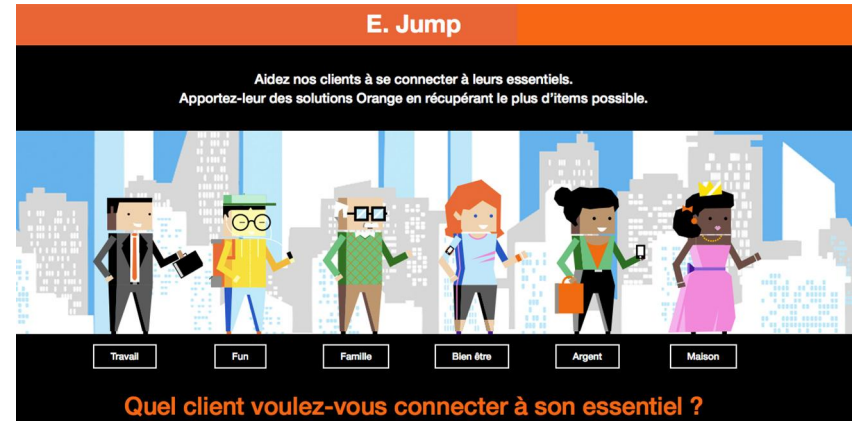 E. Jump
Aidez nos clients à se connecter à leurs essentiels.
Apportez-leur des solutions Orange en récupérant le plus d'items possible.
Travail
Fun
Famille
Bien être
Argent
Maison
Quel client voulez-vous connecter à son essentiel ?